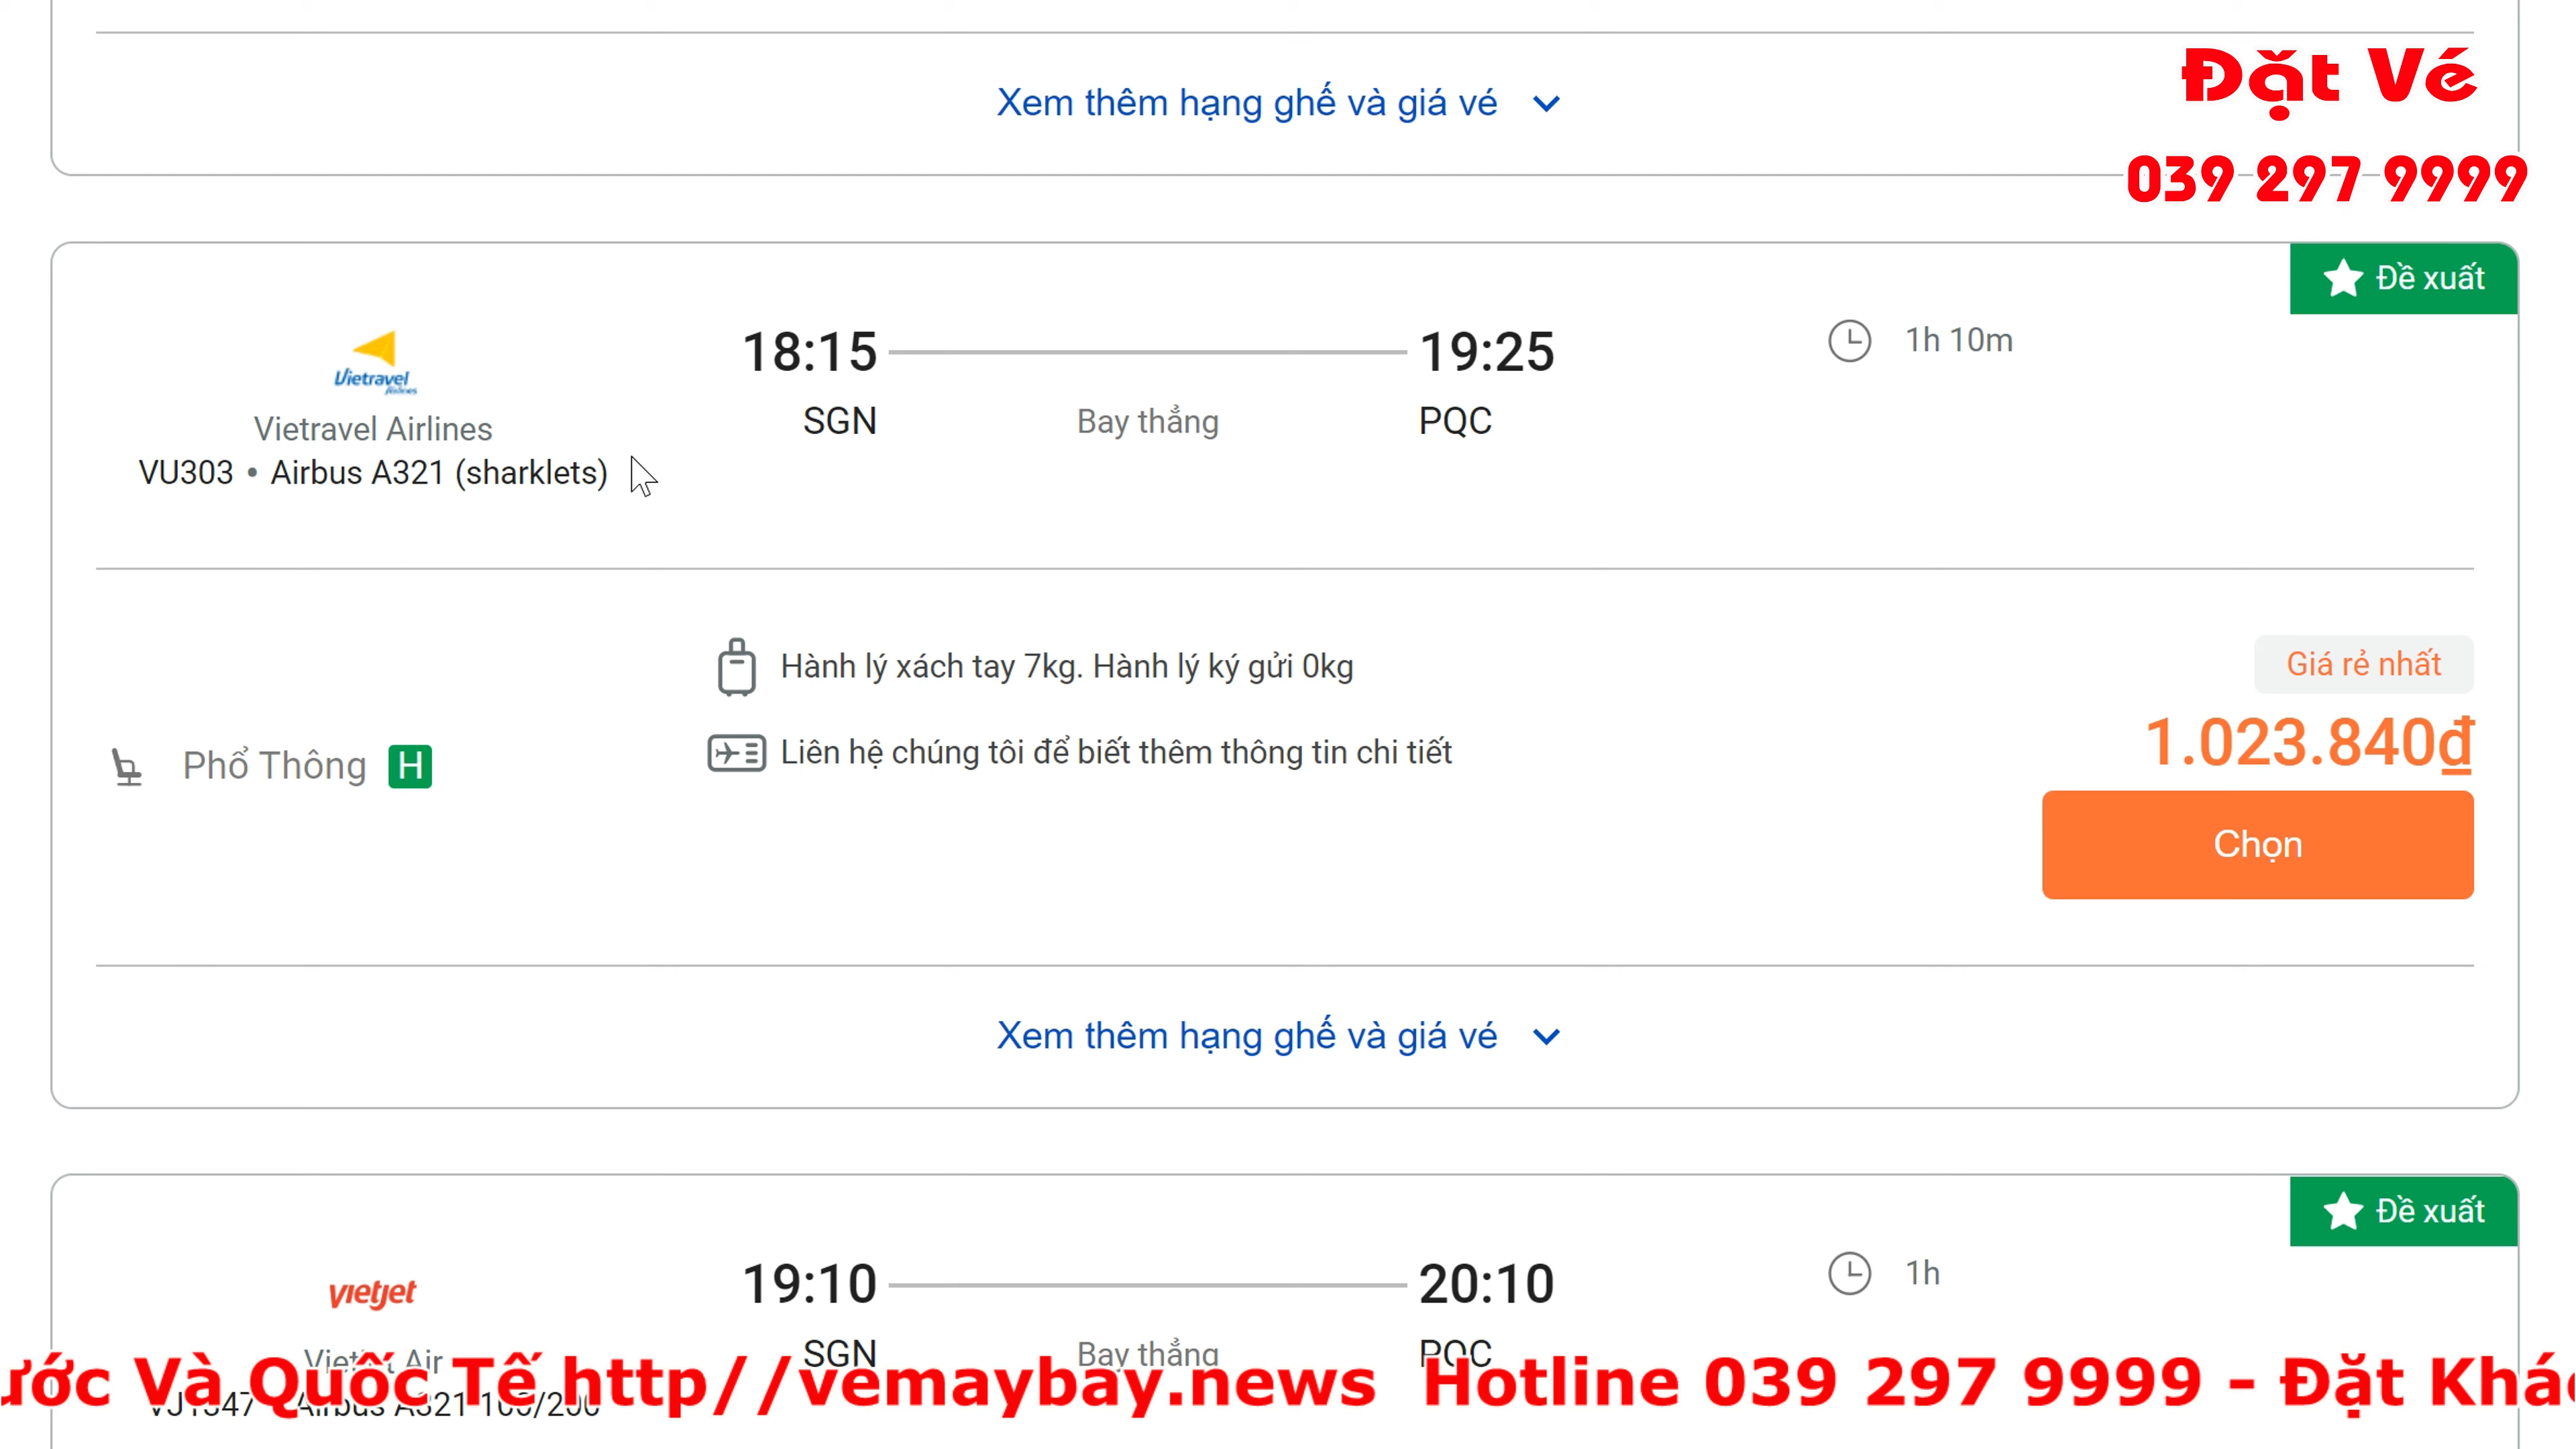 Xem thêm hạng ghế và giá vé
Đặt Vé
039 297 9999
Đề xuất
Vietravel
Airlines
18:15
19:25
1h 10m
SGN
Bay thẳng
PQC
Vietravel Airlines
VU303 • Airbus A321 (sharklets)
Hành lý xách tay 7kg. Hành lý ký gửi 0kg
Giá rẻ nhất
Phổ Thông H
Liên hệ chúng tôi để biết thêm thông tin chi tiết
1.023.840₫
Chọn
Xem thêm hạng ghế và giá vé
Đề xuất
vietjet
19:10
20:10
1h
SGN
Bay thẳng
PQC
Air
Và Quốc Tế http//vemaybay.news Hotline 039 297 9999 - Đặt
Airbus A321